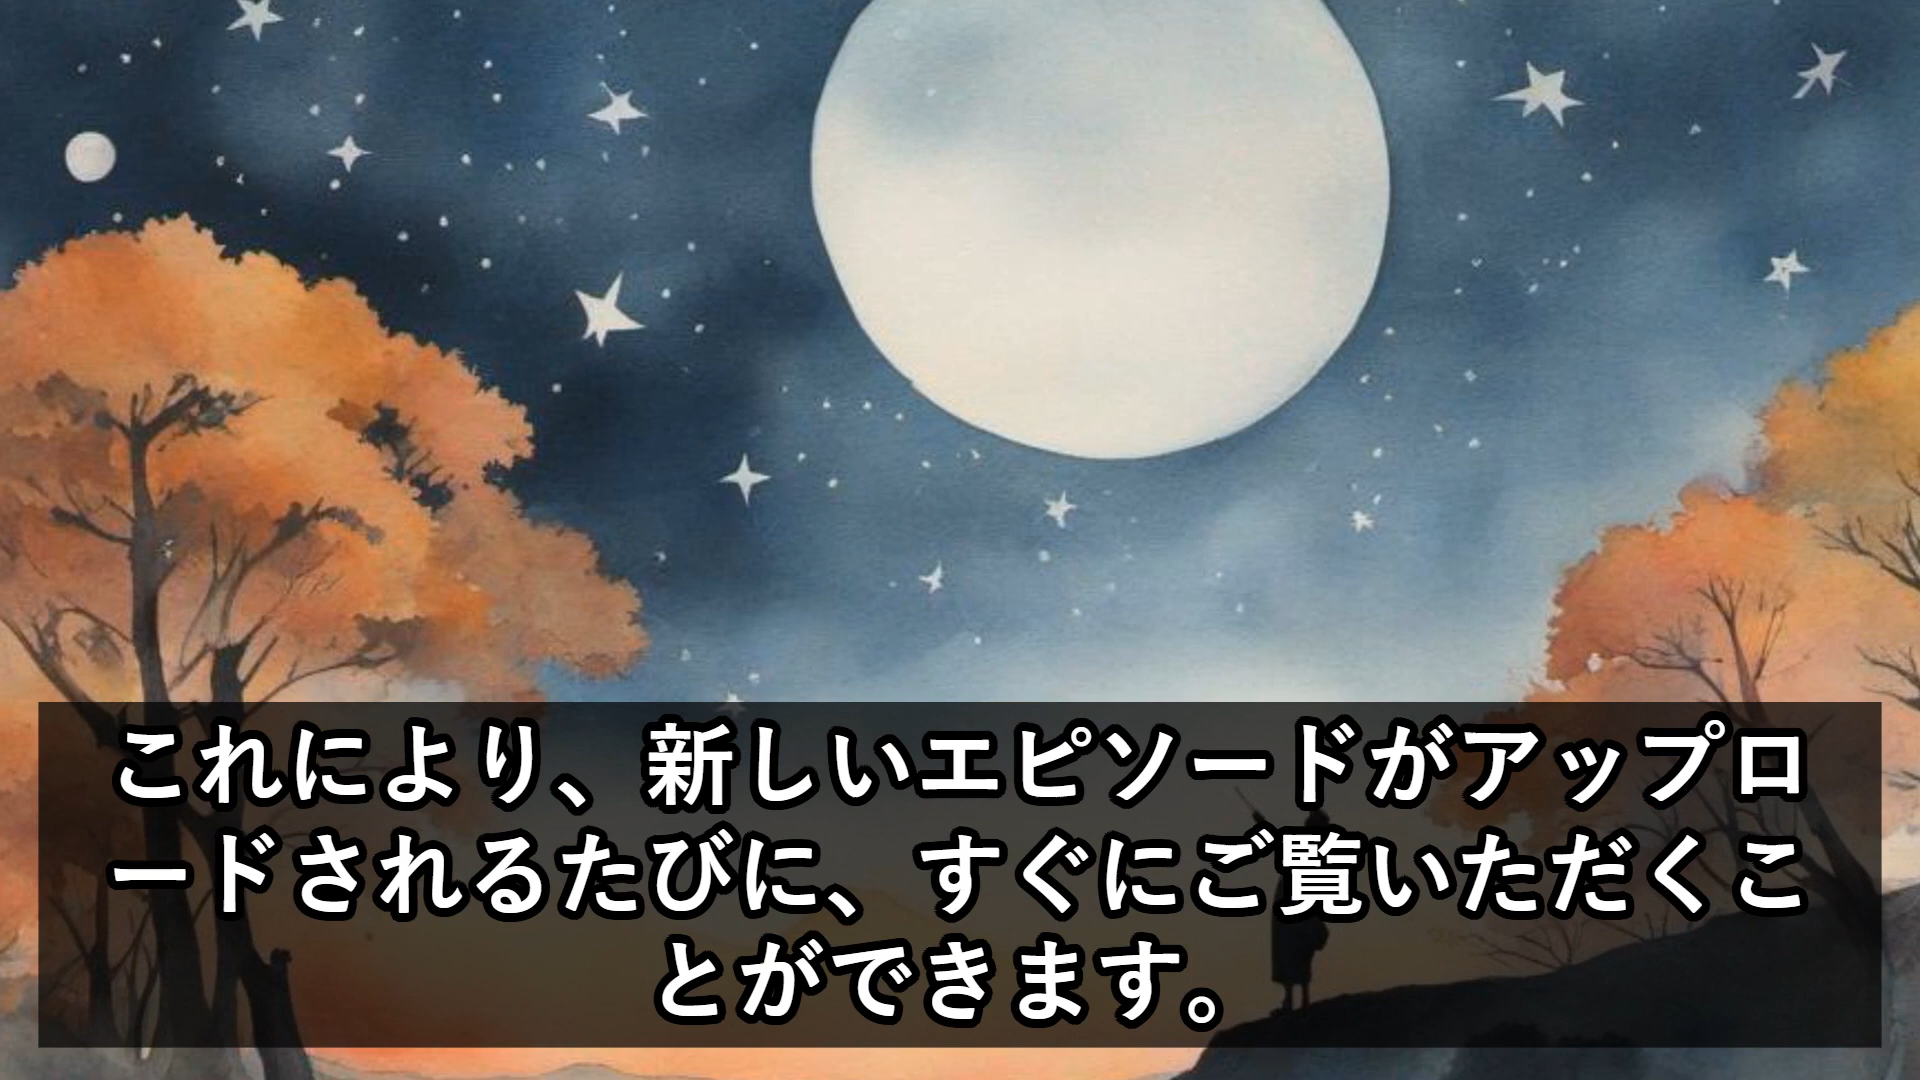 これにより、新しいエピソードがアップロ
ードされるたびに、すぐにご覧いただくこ
とができます。